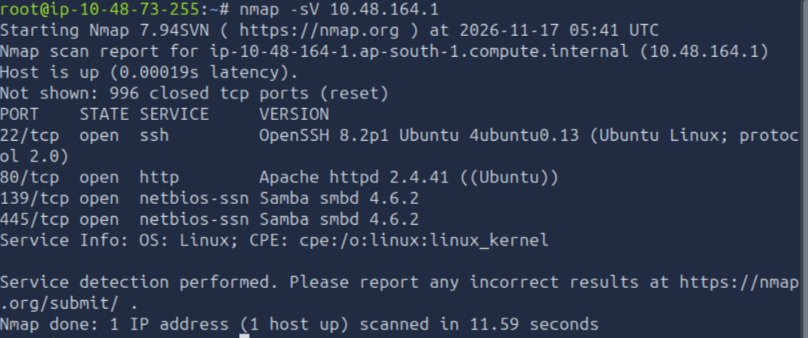 root@ip-10-48-73-255:~# nmap -sV 10.48.164.1
Starting Nmap 7.94SVN ( https://nmap.org ) at 2026-11-17 05:41 UTC
Nmap scan report for ip-10-48-164-1.ap-south-1.compute.internal (10.48.164.1)
Host is up (0.00019s latency).
Not shown: 996 closed tcp ports (reset)
PORT    STATE SERVICE     VERSION
22/tcp  open  ssh         OpenSSH 8.2p1 Ubuntu 4ubuntu0.13 (Ubuntu Linux; protoc
ol 2.0)
80/tcp  open  http        Apache httpd 2.4.41 ((Ubuntu))
139/tcp open  netbios-ssn Samba smbd 4.6.2
445/tcp open  netbios-ssn Samba smbd 4.6.2
Service Info: OS: Linux; CPE: cpe:/o:linux:linux_kernel

Service detection performed. Please report any incorrect results at https://nmap
.org/submit/ .
Nmap done: 1 IP address (1 host up) scanned in 11.59 seconds